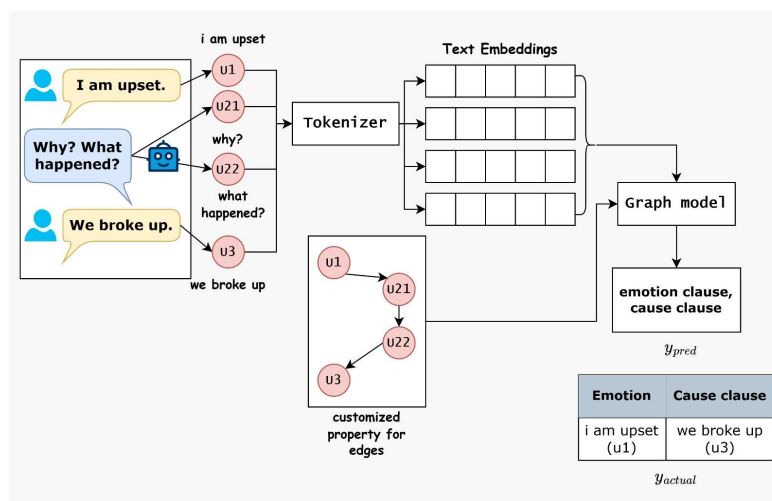 i am upset
I am upset.
u1
u21
Why? What
happened?
why?
u22
what
happened?
We broke up.
u3
we broke up
Tokenizer
Text Embeddings
Graph model
u1
u21
u22
u3
customized
property for
edges
emotion clause,
cause clause
y_pred
Emotion Cause clause
i am upset we broke up
(u1) (u3)
y_actual